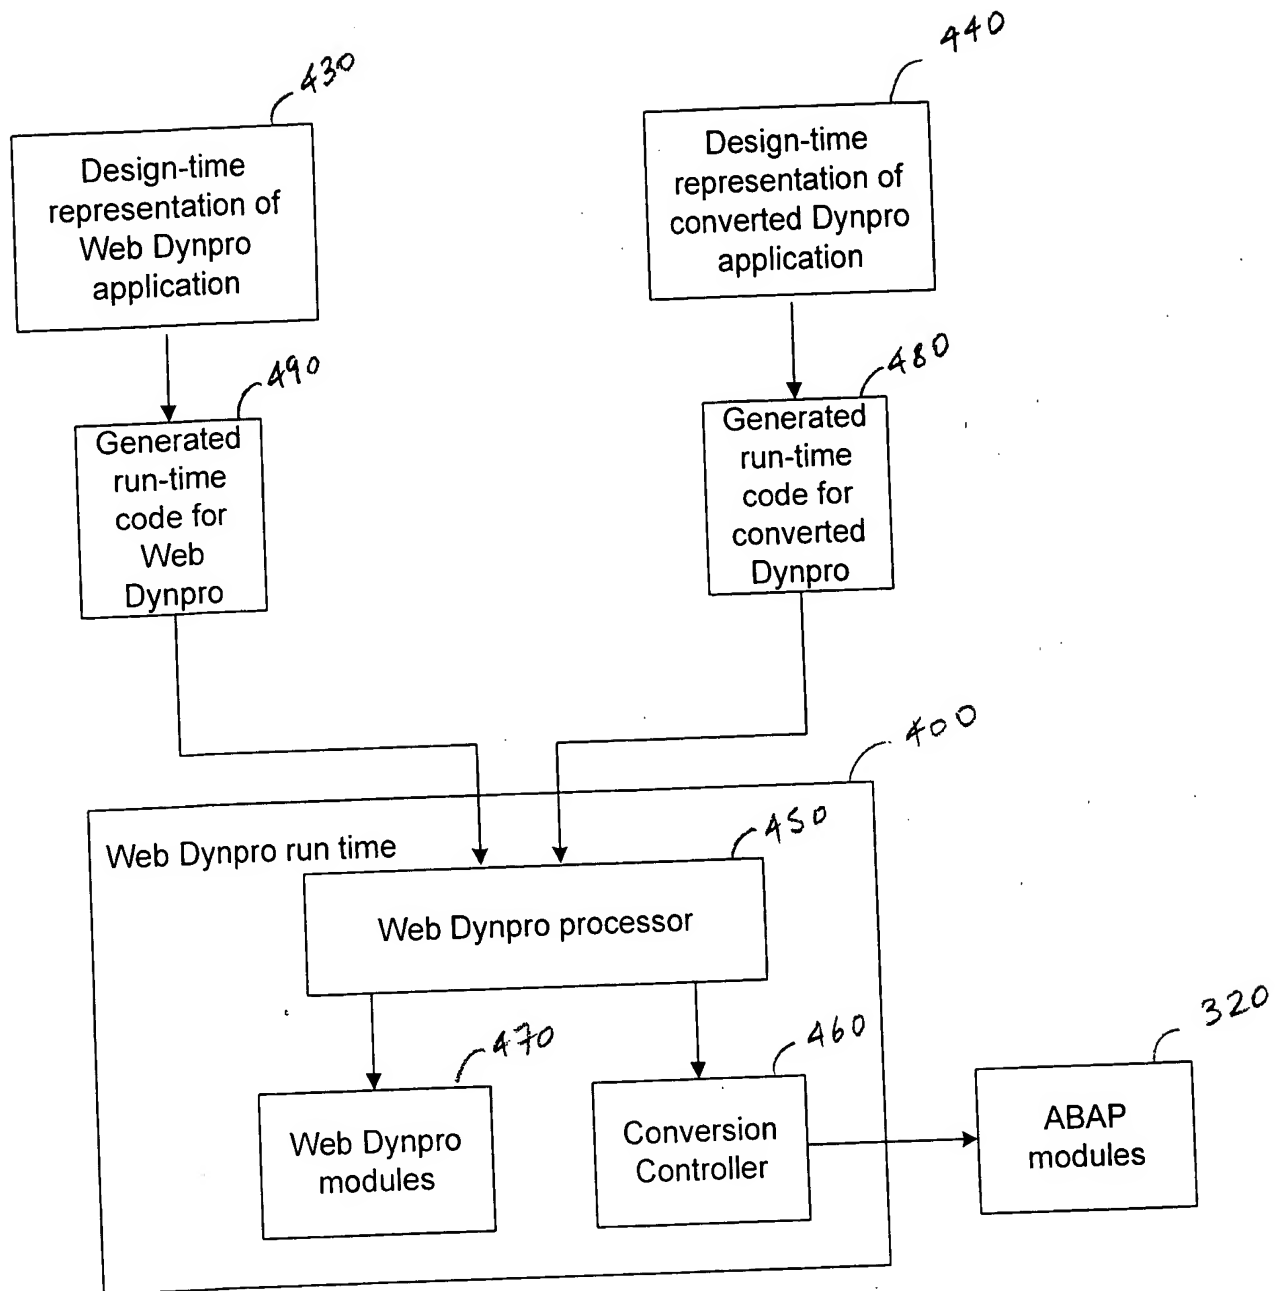 430
440
Design-time
representation of
Web Dynpro
application
Design-time
representation of
converted Dynpro
application
490
480
Generated
run-time
code for
Web
Dynpro
Generated
run-time
code for
converted
Dynpro
400
Web Dynpro run time
450
Web Dynpro processor
470
460
320
Web Dynpro
modules
Conversion
Controller
ABAP
modules